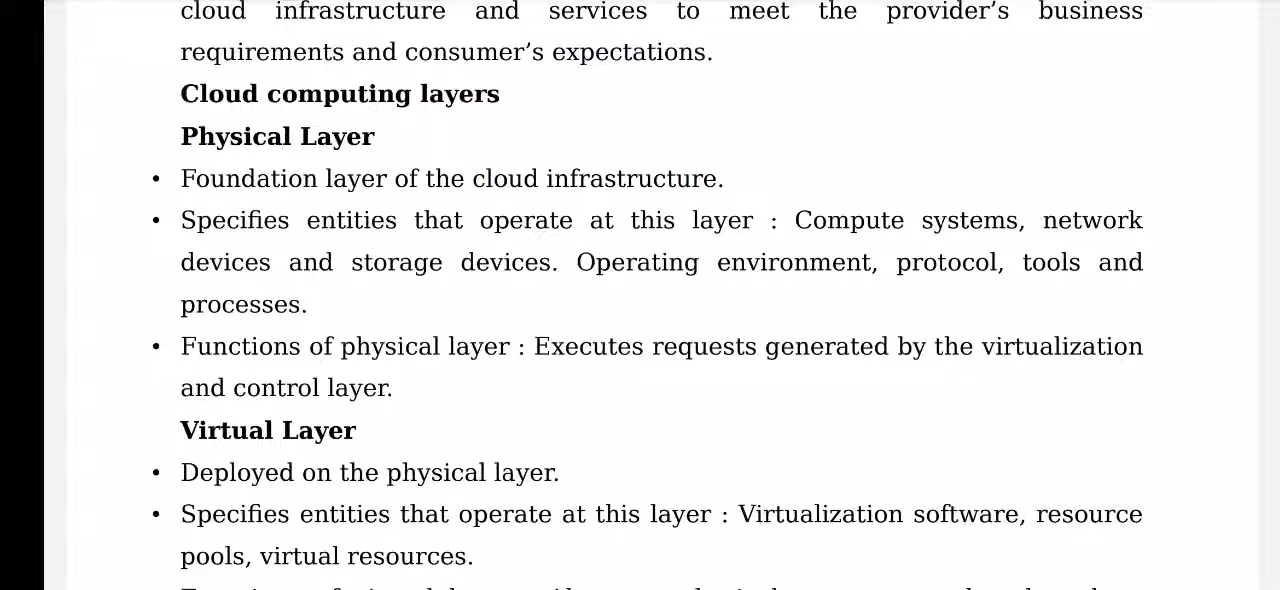 cloud infrastructure and services to meet the provider’s business
requirements and consumer’s expectations.
Cloud computing layers
Physical Layer
• Foundation layer of the cloud infrastructure.
• Specifies entities that operate at this layer : Compute systems, network
devices and storage devices. Operating environment, protocol, tools and
processes.
• Functions of physical layer : Executes requests generated by the virtualization
and control layer.
Virtual Layer
• Deployed on the physical layer.
• Specifies entities that operate at this layer : Virtualization software, resource
pools, virtual resources.